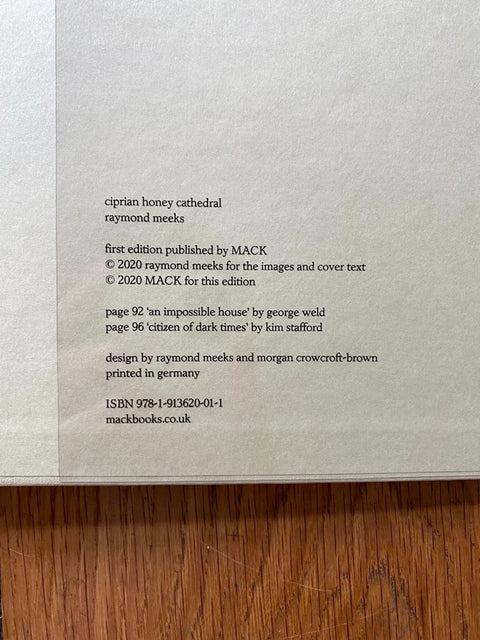 ciprian honey cathedral
raymond meeks
first edition published by MACK
© 2020 raymond meeks for the images and cover text
© 2020 MACK for this edition
page 92 ‘an impossible house’ by george weld
page 96 ‘citizen of dark times’ by kim stafford
design by raymond meeks and morgan crowcroft-brown
printed in germany
ISBN 978-1-913620-01-1
mackbooks.co.uk